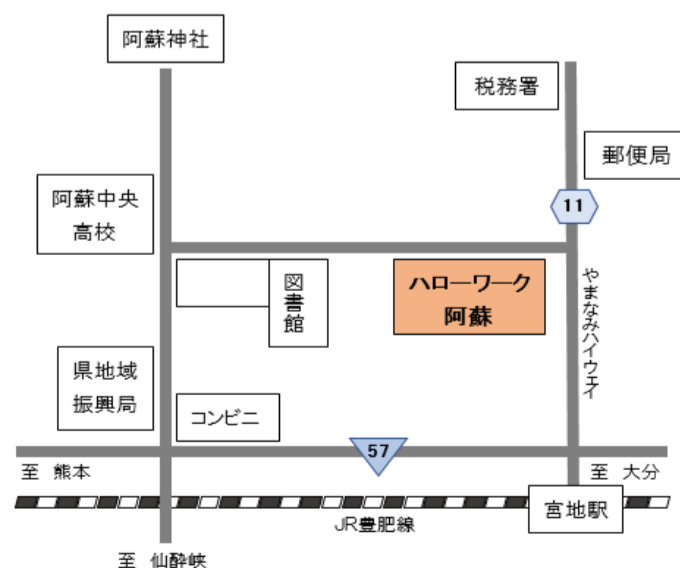 阿蘇神社
税務署
郵便局
阿蘇中央
高校
11
図書館
ハローワーク
阿蘇
やまなみハイウェイ
県地域
振興局
コンビニ
57
至 熊本
至 大分
宮地駅
JR豊肥線
至 仙酔峡